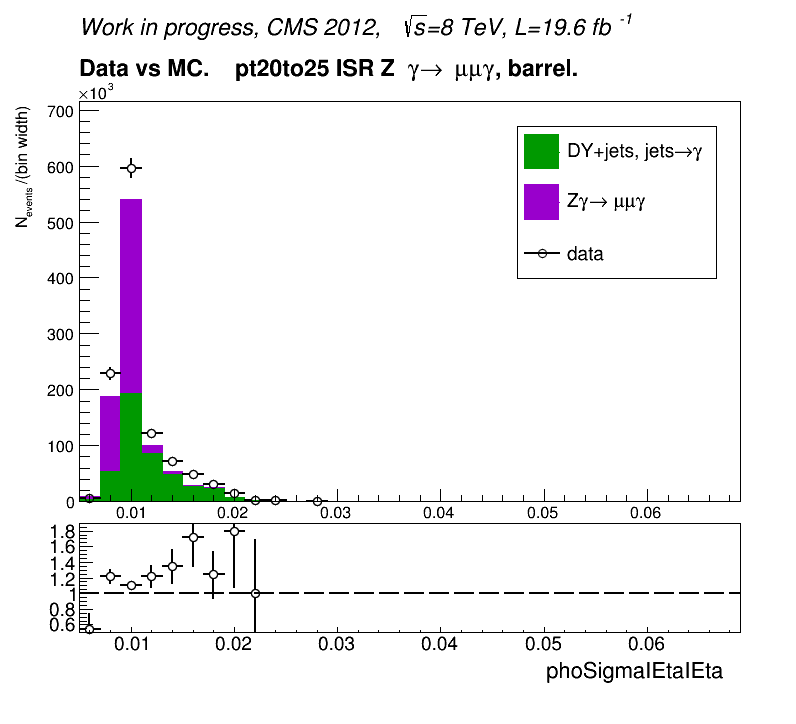 Work in progress, CMS 2012, √s=8 TeV, L=19.6 fb -1
Data vs MC. pt20to25 ISR Z γ→ μμγ, barrel.
×10³
N events /(bin width)
700
600
500
400
300
200
100
0
DY+jets, jets→γ
Zγ→ μμγ
data
0.01 0.02 0.03 0.04 0.05 0.06
1.8
1.6
1.4
1.2
1
0.8
0.6
0.01 0.02 0.03 0.04 0.05 0.06
phoSigmaIEtaIEta